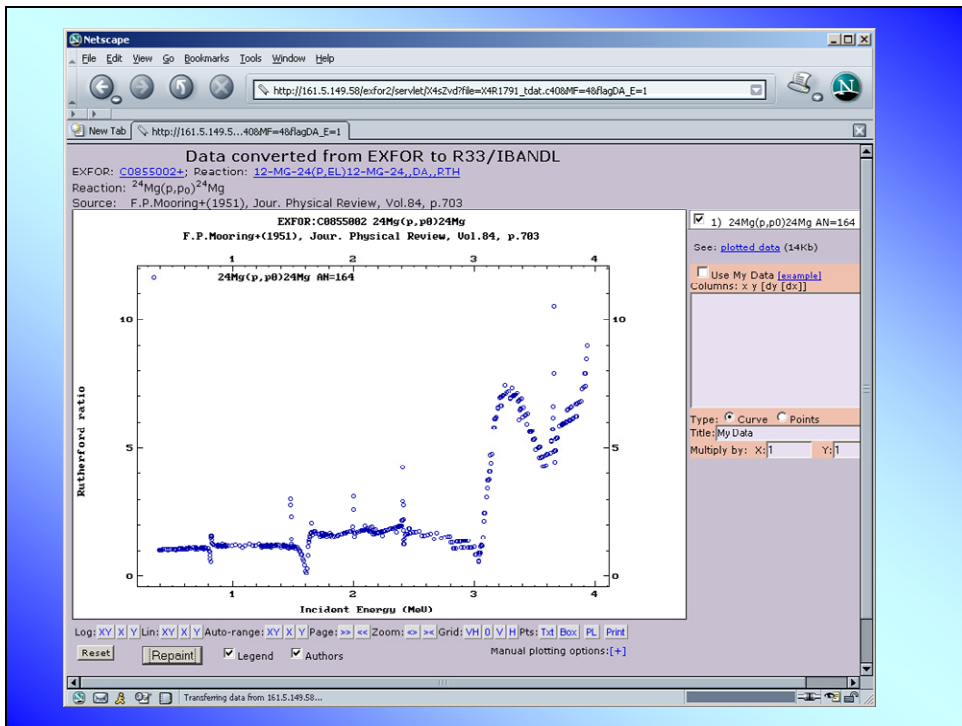 Netscape
File Edit View Go Bookmarks Tools Window Help
http://161.5.149.58/exfor2/servlet/X4sZvd?file=X4R1791_tdat.c40&MF=4&flagDA_E=1
New Tab http://161.5.149.5...40&MF=4&flagDA_E=1
Data converted from EXFOR to R33/IBANDL
EXFOR: C0855002+; Reaction: 12-MG-24(P,EL)12-MG-24,,DA,,RTH
Reaction: ²⁴Mg(p,p₀)²⁴Mg
Source: F.P.Mooring+(1951), Jour. Physical Review, Vol.84, p.703
EXFOR:C0855002 24Mg(p,p0)24Mg
F.P.Mooring+(1951), Jour. Physical Review, Vol.84, p.703
1) 24Mg(p,p0)24Mg AN=164
See: plotted data (14Kb)
Use My Data [example]
Columns: x y [dy [dx]]
2 3 4
24Mg(p,p0)24Mg AN=164
10 10
Rutherford ratio
5 5
0 0
1 2 3 4
Incident Energy (MeV)
Type: Curve Points
Title: My Data
Multiply by: X: 1 Y: 1
Log: XY X Y Lin: XY X Y Auto-range: XY X Y Page: >> << Zoom: <> >< Grid: VH 0 V H Pts: Txt Box PL Print
Reset Repaint Legend Authors Manual plotting options:[+]
Transferring data from 161.5.149.58...